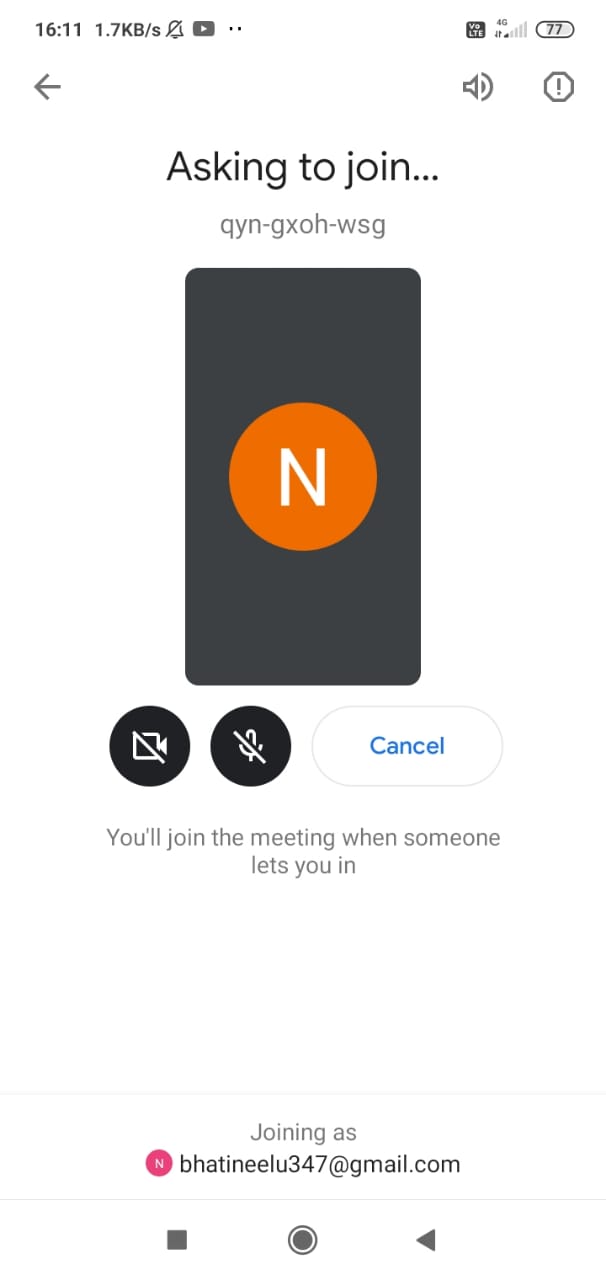 16:11 1.7KB/s
Vo
LTE
4G
77
Asking to join...
qyn-gxoh-wsg
N
Cancel
You'll join the meeting when someone
lets you in
Joining as
N bhatineelu347@gmail.com